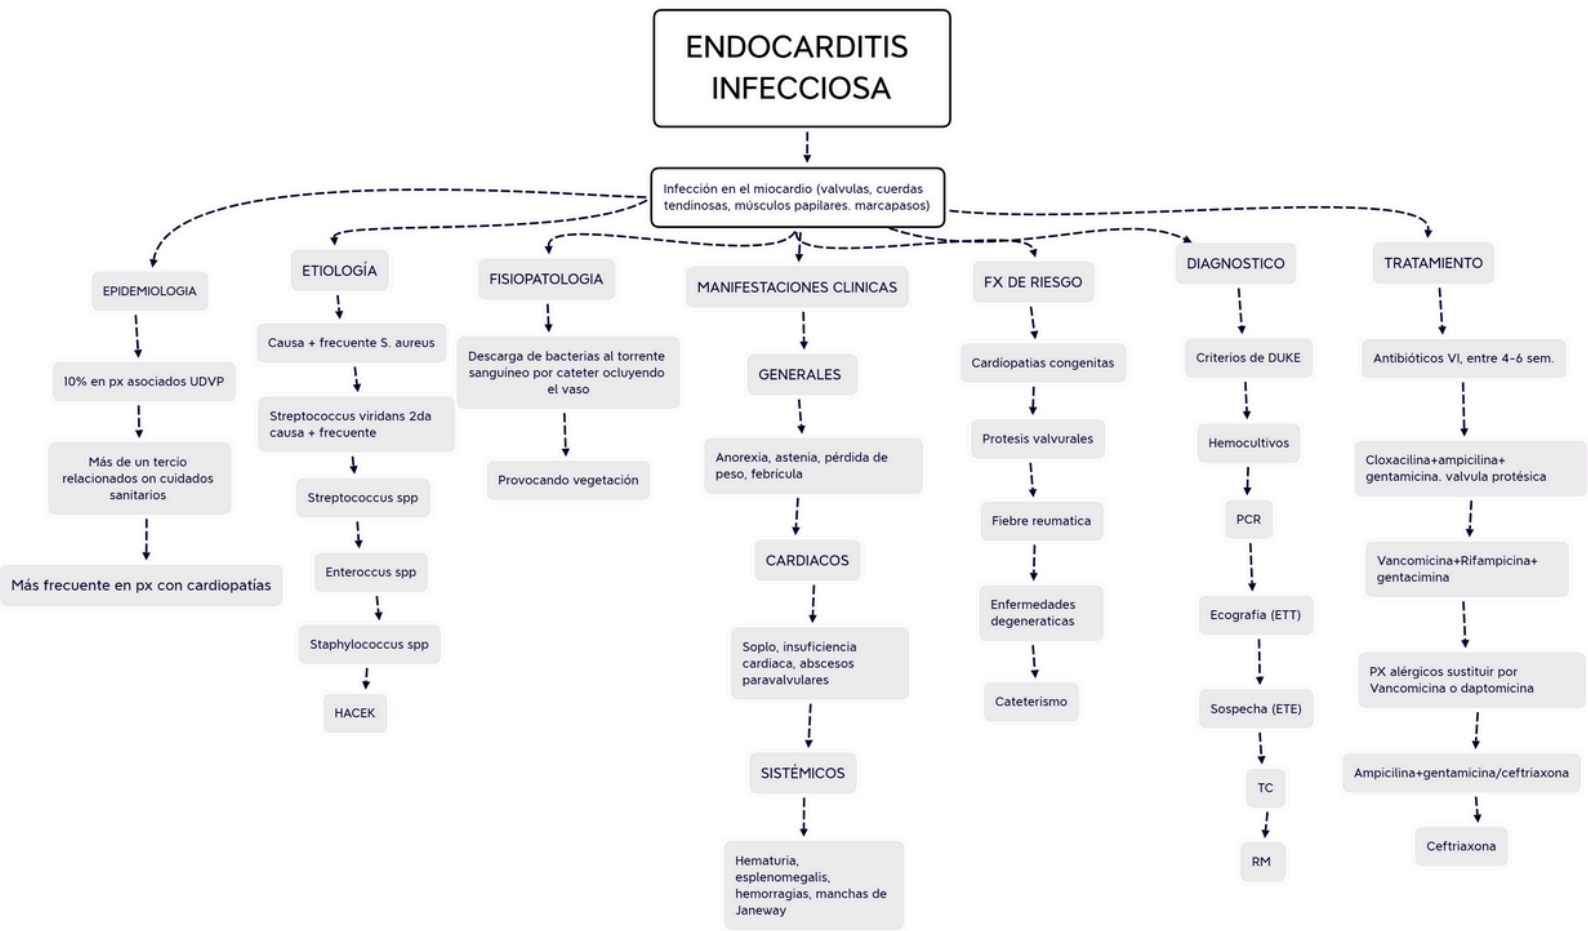 ENDOCARDITIS
INFECCIOSA
Infección en el miocardio (valvulas, cuerdas
tendinosas, músculos papilares. marcapasos)
EPIDEMIOLOGIA
10% en px asociados UDVP
Más de un tercio
relacionados on cuidados
sanitarios
Más frecuente en px con cardiopatías
ETIOLOGÍA
Causa + frecuente S. aureus
Streptococcus viridans 2da
causa + frecuente
Streptococcus spp
Enteroccus spp
Staphylococcus spp
HACEK
FISIOPATOLOGIA
Descarga de bacterias al torrente
sanguíneo por cateter ocluyendo
el vaso
Provocando vegetación
MANIFESTACIONES CLINICAS
GENERALES
Anorexia, astenia, pérdida de
peso, febrícula
CARDIACOS
Soplo, insuficiencia
cardiaca, abscesos
paravalvulares
SISTÉMICOS
Hematuria,
esplenomegalis,
hemorragias, manchas de
Janeway
FX DE RIESGO
Cardíopatias congenitas
Protesis valvurales
Fiebre reumatica
Enfermedades
degeneraticas
Cateterismo
DIAGNOSTICO
Criterios de DUKE
Hemocultivos
PCR
Ecografia (ETT)
Sospecha (ETE)
TC
RM
TRATAMIENTO
Antibióticos VI, entre 4-6 sem.
Cloxacilina+ampicilina+
gentamicina. valvula protésica
Vancomicina+Rifampicina+
gentacimina
PX alérgicos sustituir por
Vancomicina o daptomicina
Ampicilina+gentamicina/ceftriaxona
Ceftriaxona